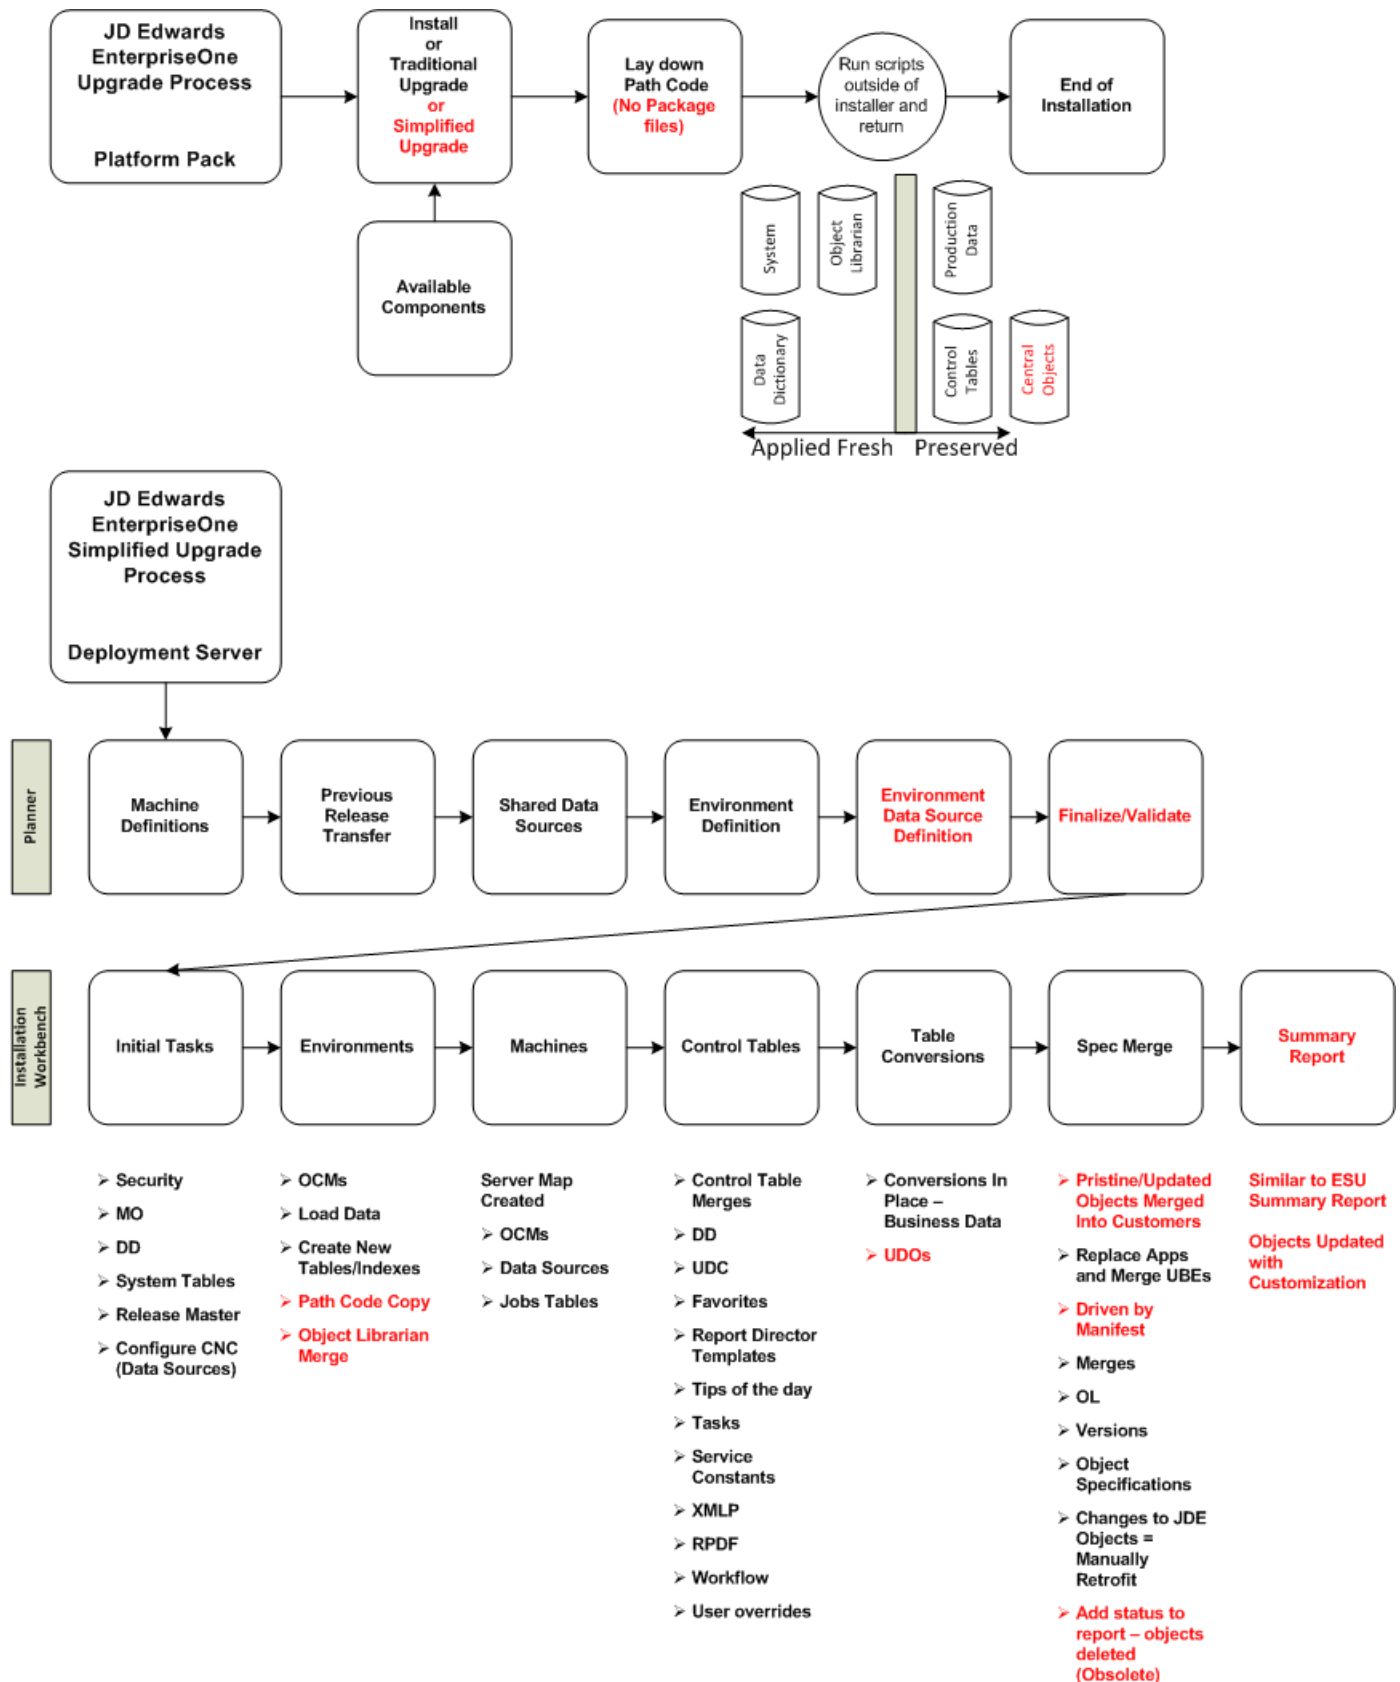 JD Edwards
EnterpriseOne
Upgrade Process
Platform Pack
Install
or
Traditional
Upgrade
or
Simplified
Upgrade
Lay down
Path Code
(No Package
files)
Run scripts
outside of
installer and
return
End of
Installation
Available
Components
System
Object
Librarian
Production
Data
Data
Dictionary
Control
Tables
Central
Objects
Applied Fresh
Preserved
JD Edwards
EnterpriseOne
Simplified Upgrade
Process
Deployment Server
Planner
Machine
Definitions
Previous
Release
Transfer
Shared Data
Sources
Environment
Definition
Environment
Data Source
Definition
Finalize/Validate
Installation
Workbench
Initial Tasks
Environments
Machines
Control Tables
Table
Conversions
Spec Merge
Summary
Report
➢ Security
➢ MO
➢ DD
➢ System Tables
➢ Release Master
➢ Configure CNC
(Data Sources)
➢ OCMs
➢ Load Data
➢ Create New
Tables/Indexes
➢ Path Code Copy
➢ Object Librarian
Merge
Server Map
Created
➢ OCMs
➢ Data Sources
➢ Jobs Tables
➢ Control Table
Merges
➢ DD
➢ UDC
➢ Favorites
➢ Report Director
Templates
➢ Tips of the day
➢ Tasks
➢ Service
Constants
➢ XMLP
➢ RPDF
➢ Workflow
➢ User overrides
➢ Conversions In
Place –
Business Data
➢ UDOs
➢ Pristine/Updated
Objects Merged
Into Customers
➢ Replace Apps
and Merge UBEs
➢ Driven by
Manifest
➢ Merges
➢ OL
➢ Versions
➢ Object
Specifications
➢ Changes to JDE
Objects =
Manually
Retrofit
➢ Add status to
report – objects
deleted
(Obsolete)
Similar to ESU
Summary Report
Objects Updated
with
Customization